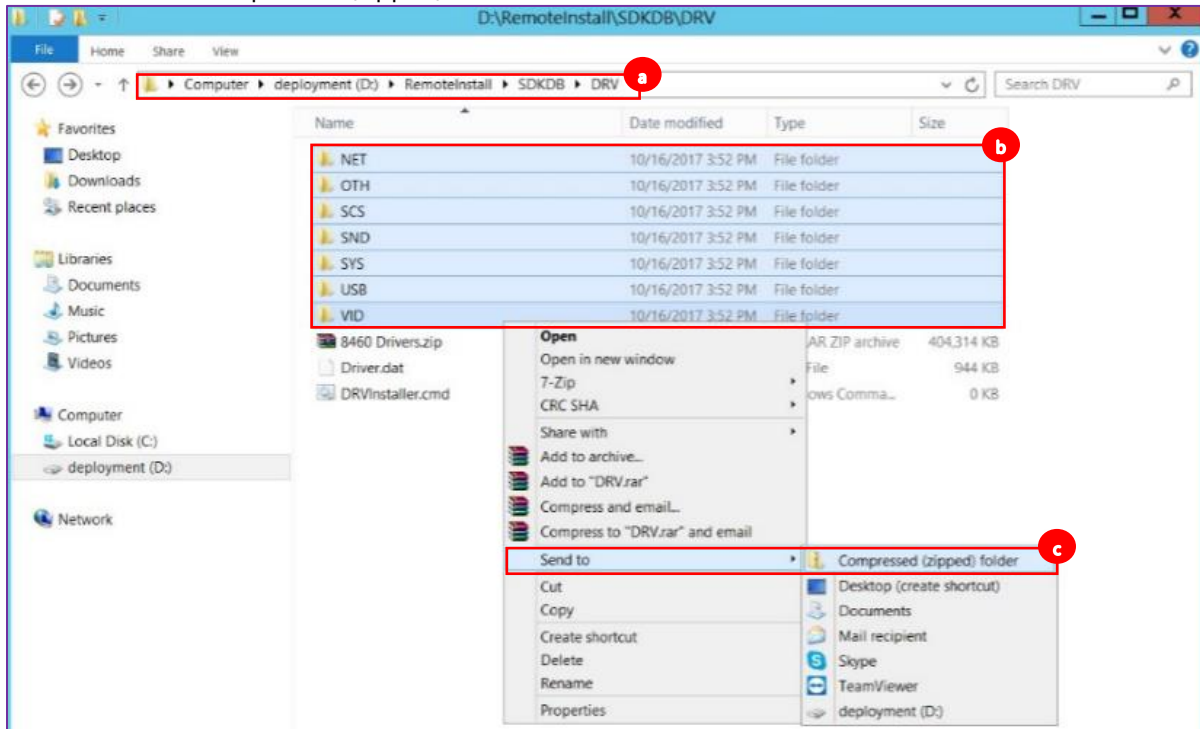 D:\RemoteInstall\SDKDB\DRV
File Home Share View
Computer deployment (D:) RemoteInstall SDKDB DRV a Search DRV
Name Date modified Type Size
b
Favorites
Desktop
Downloads
Recent places
Libraries
Documents
Music
Pictures
Videos
Computer
Local Disk (C:)
deployment (D:)
Network
NET 10/16/2017 3:52 PM File folder
OTH 10/16/2017 3:52 PM File folder
SCS 10/16/2017 3:52 PM File folder
SND 10/16/2017 3:52 PM File folder
SYS 10/16/2017 3:52 PM File folder
USB 10/16/2017 3:52 PM File folder
VID 10/16/2017 3:52 PM File folder
8460 Drivers.zip AR ZIP archive 404,314 KB
Driver.dat File 944 KB
DRVInstaller.cmd ows Comma... 0 KB
Open
Open in new window
7-Zip
CRC SHA
Share with
Add to archive...
Add to "DRV.rar"
Compress and email...
Compress to "DRV.rar" and email
Send to
c
Cut
Copy
Create shortcut
Delete
Rename
Properties
Compressed (zipped) folder
Desktop (create shortcut)
Documents
Mail recipient
Skype
TeamViewer
deployment (D:)